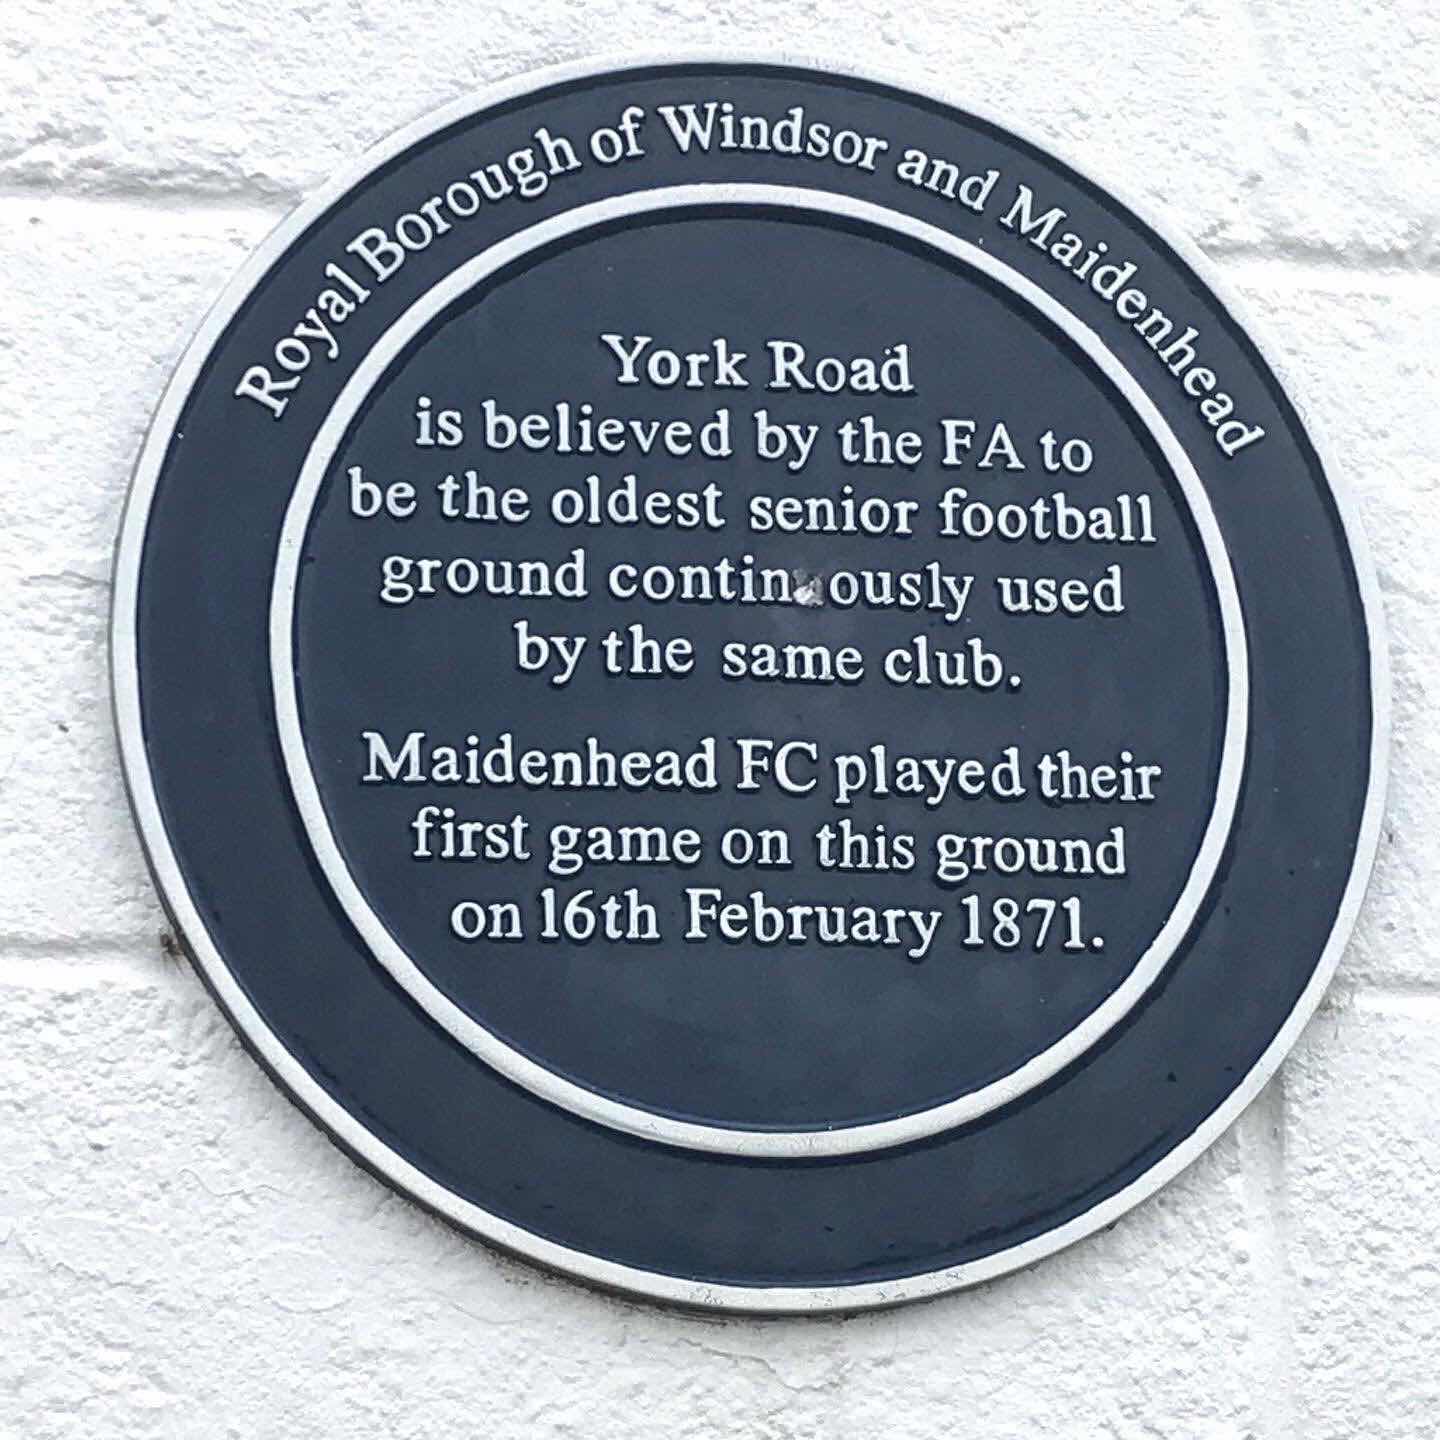 Royal Borough of Windsor and Maidenhead
York Road
is believed by the FA to
be the oldest senior football
ground continuously used
by the same club.
Maidenhead FC played their
first game on this ground
on 16th February 1871.